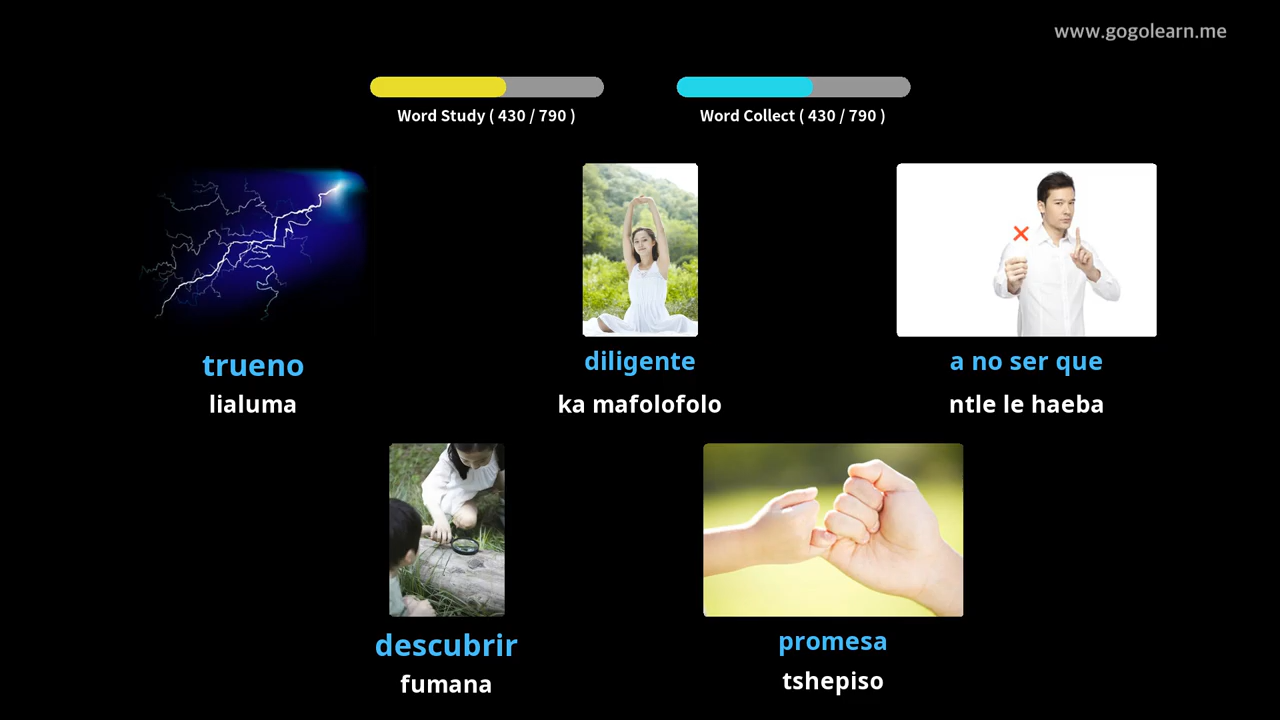 www.gogolearn.me
Word Study ( 430 / 790 )
Word Collect ( 430 / 790 )
trueno
lialuma
diligente
ka mafolofolo
a no ser que
ntle le haeba
descubrir
fumana
promesa
tshepiso